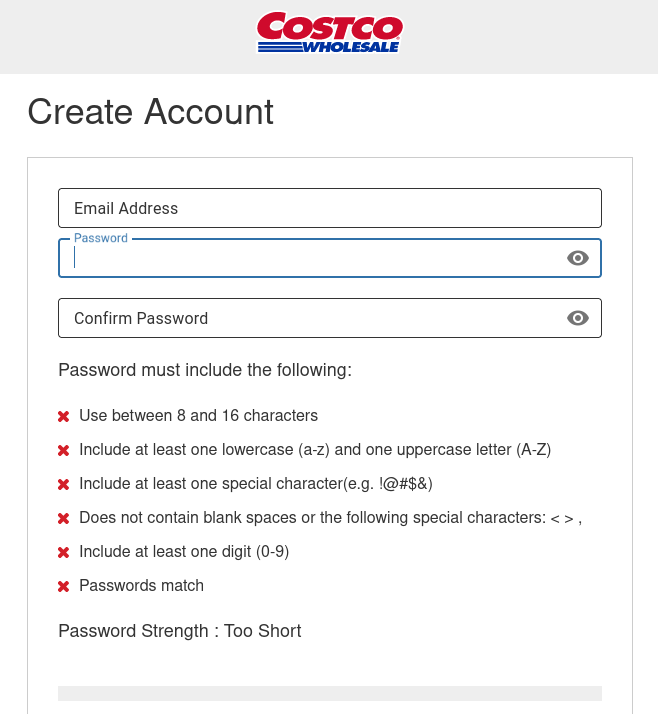 COSTCO
WHOLESALE
Create Account
Email Address
Password
Confirm Password
Password must include the following:
Use between 8 and 16 characters
Include at least one lowercase (a-z) and one uppercase letter (A-Z)
Include at least one special character(e.g. !@#$&)
Does not contain blank spaces or the following special characters: < > ,
Include at least one digit (0-9)
Passwords match
Password Strength : Too Short